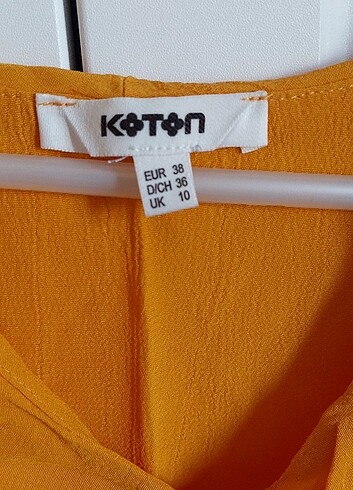 KOTON
EUR 38
D/CH 36
UK 10